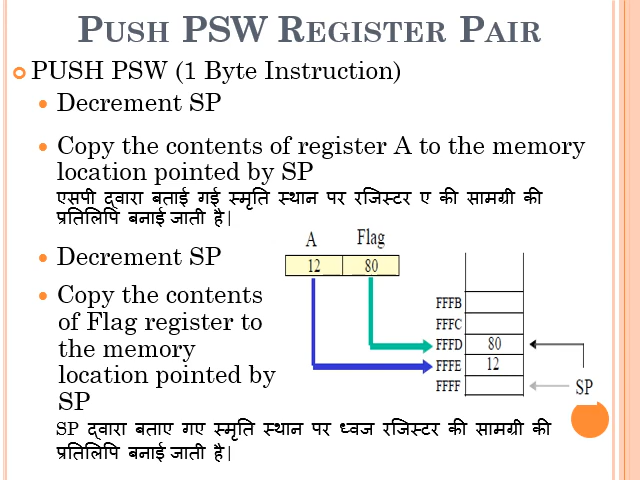 PUSH PSW REGISTER PAIR
PUSH PSW (1 Byte Instruction)
Decrement SP
Copy the contents of register A to the memory
location pointed by SP
एसपी द्वारा बताई गई स्मृति स्थान पर रजिस्टर ए की सामग्री की
प्रतिलिपि बनाई जाती है|
Decrement SP
Copy the contents
of Flag register to
the memory
location pointed by
SP
SP द्वारा बताए गए स्मृति स्थान पर ध्वज रजिस्टर की सामग्री की
प्रतिलिपि बनाई जाती है|
A Flag
12 80
FFFB
FFFC
FFFD 80
FFFE 12
FFFF SP